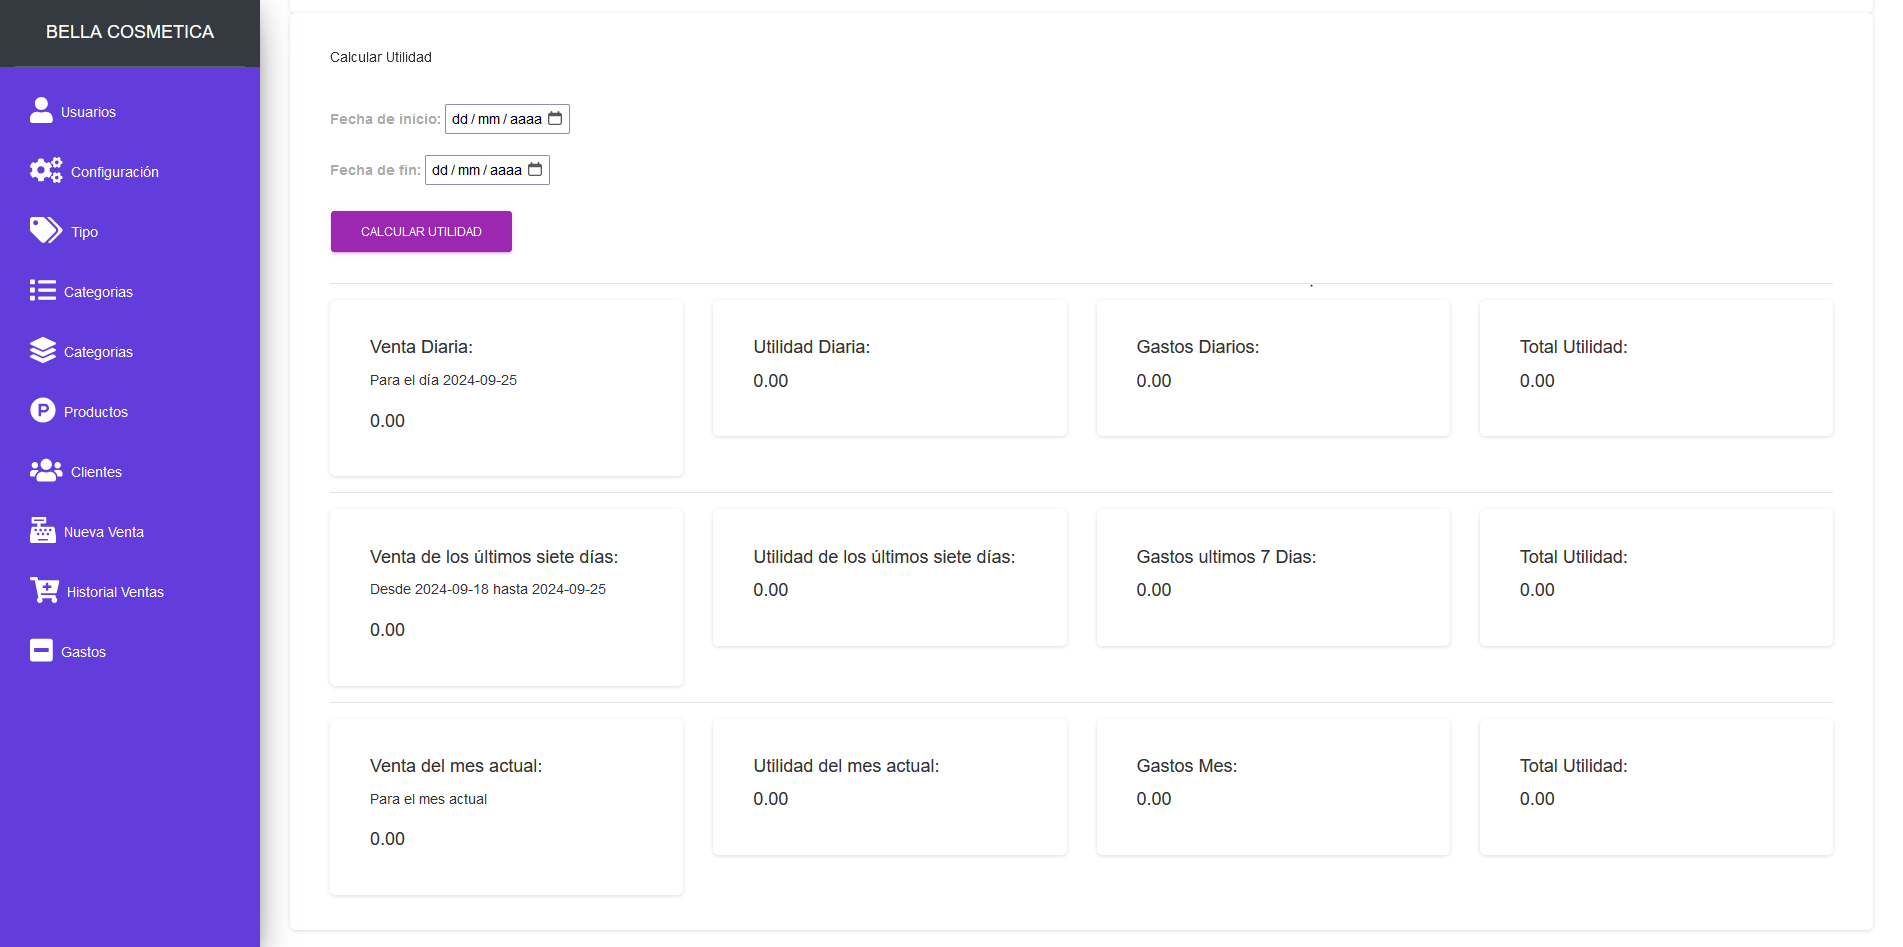 BELLA COSMETICA
Usuarios
Configuración
Tipo
Categorias
Categorias
Productos
Clientes
Nueva Venta
Historial Ventas
Gastos
Calcular Utilidad
Fecha de inicio: dd/mm/aaaa
Fecha de fin: dd/mm/aaaa
CALCULAR UTILIDAD
Venta Diaria:
Para el día 2024-09-25
0.00
Utilidad Diaria:
0.00
Gastos Diarios:
0.00
Total Utilidad:
0.00
Venta de los últimos siete días:
Desde 2024-09-18 hasta 2024-09-25
0.00
Utilidad de los últimos siete días:
0.00
Gastos ultimos 7 Dias:
0.00
Total Utilidad:
0.00
Venta del mes actual:
Para el mes actual
0.00
Utilidad del mes actual:
0.00
Gastos Mes:
0.00
Total Utilidad:
0.00